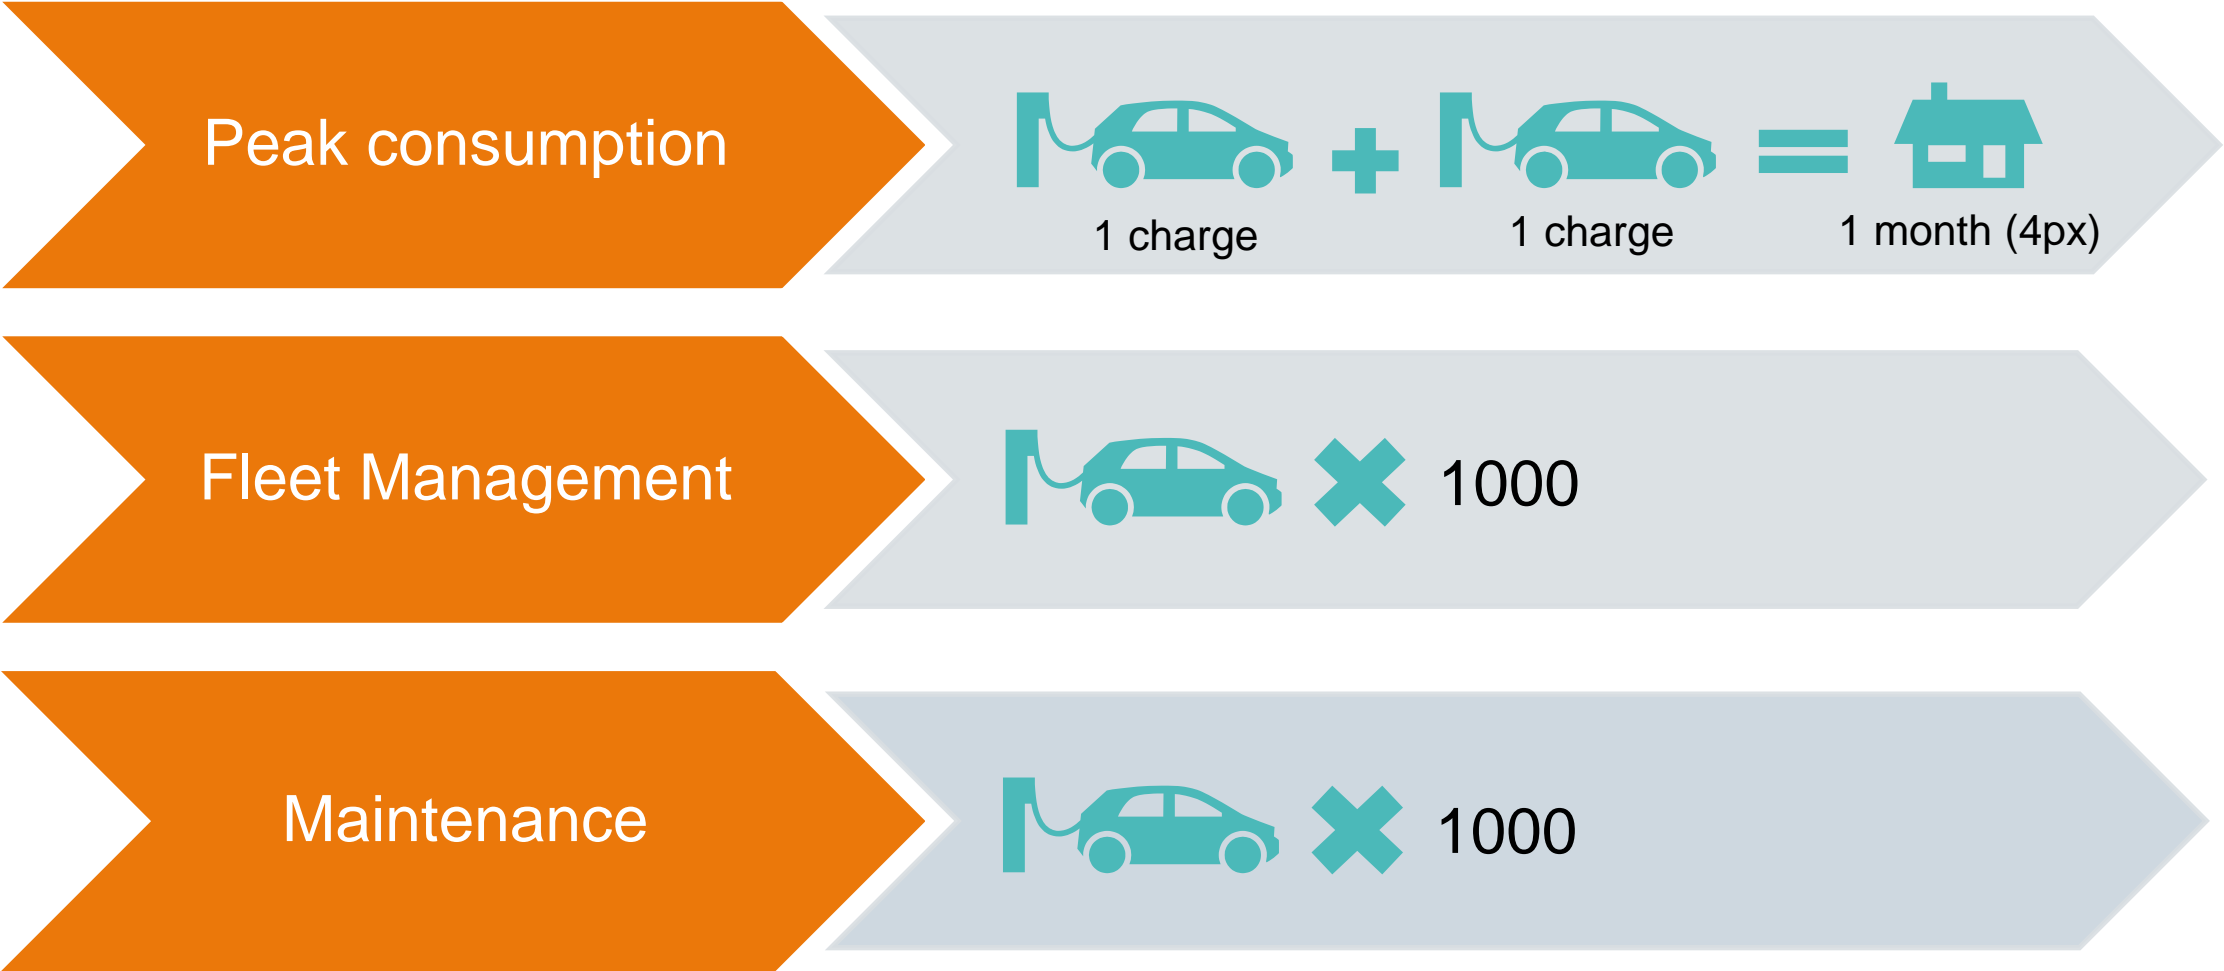 Peak consumption
1 charge
1 charge
1 month (4px)
Fleet Management
1000
Maintenance
1000